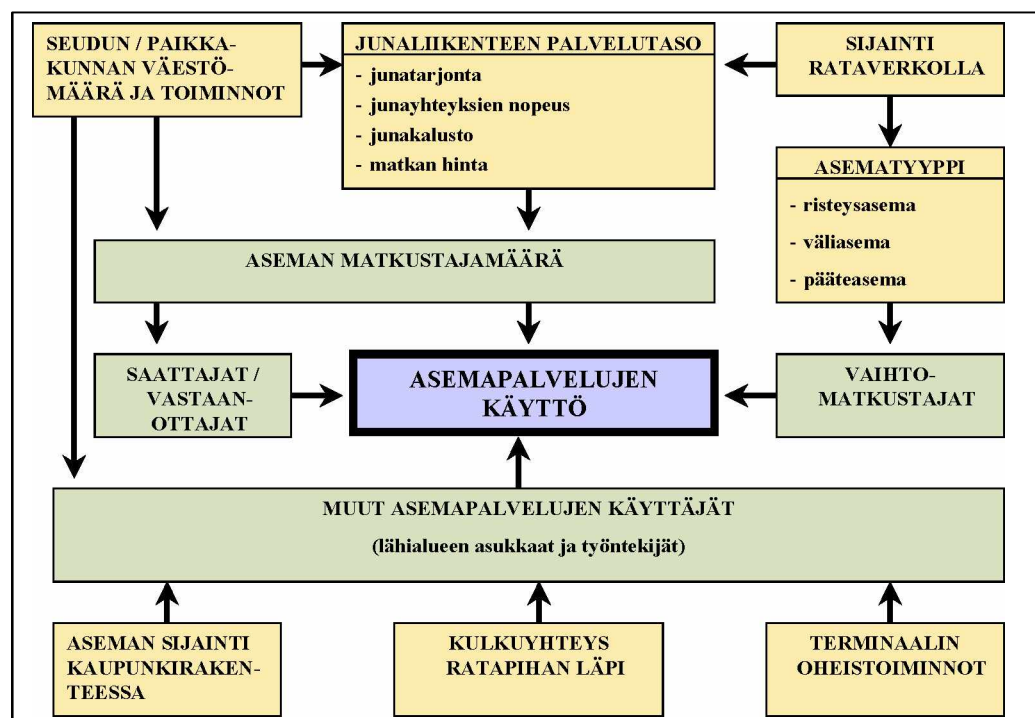 SEUDUN / PAIKKA-
KUNNAN VÄESTÖ-
MÄÄRÄ JA TOIMINNOT
JUNALIIKENTEEN PALVELUTASO
- junatarjonta
- junayhteyksien nopeus
- junakalusto
- matkan hinta
SIJAINTI
RATAVERKOLLA
ASEMATYYPPI
- risteysasema
- väliasema
- pääteasema
ASEMAN MATKUSTAJAMÄÄRÄ
SAATTAJAT /
VASTAAN-
OTTAJAT
ASEMAPALVELUJEN
KÄYTTÖ
VAIHTO-
MATKUSTAJAT
MUUT ASEMAPALVELUJEN KÄYTTÄJÄT
(lähialueen asukkaat ja työntekijät)
ASEMAN SIJAINTI
KAUPUNKIRAKEN-
TEESSA
KULKUYHTEYS
RATAPIHAN LÄPI
TERMINAALIN
OHEISTOIMINNOT